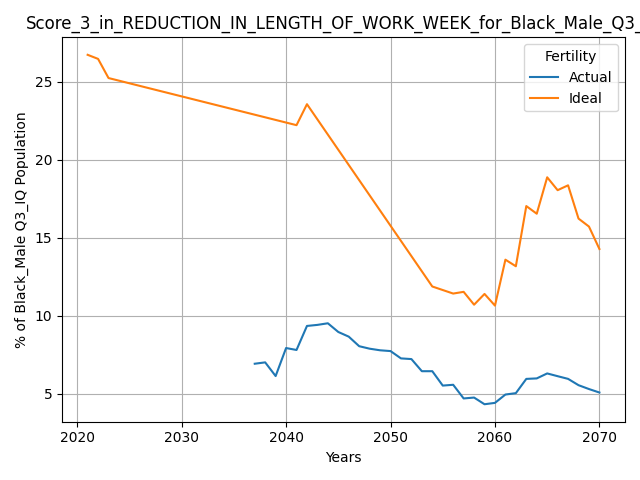 Score_3_in_REDUCTION_IN_LENGTH_OF_WORK_WEEK_for_Black_Male_Q3_
Fertility
Actual
Ideal
% of Black_Male Q3_IQ Population
25
20
15
10
5
2020 2030 2040 2050 2060 2070
Years